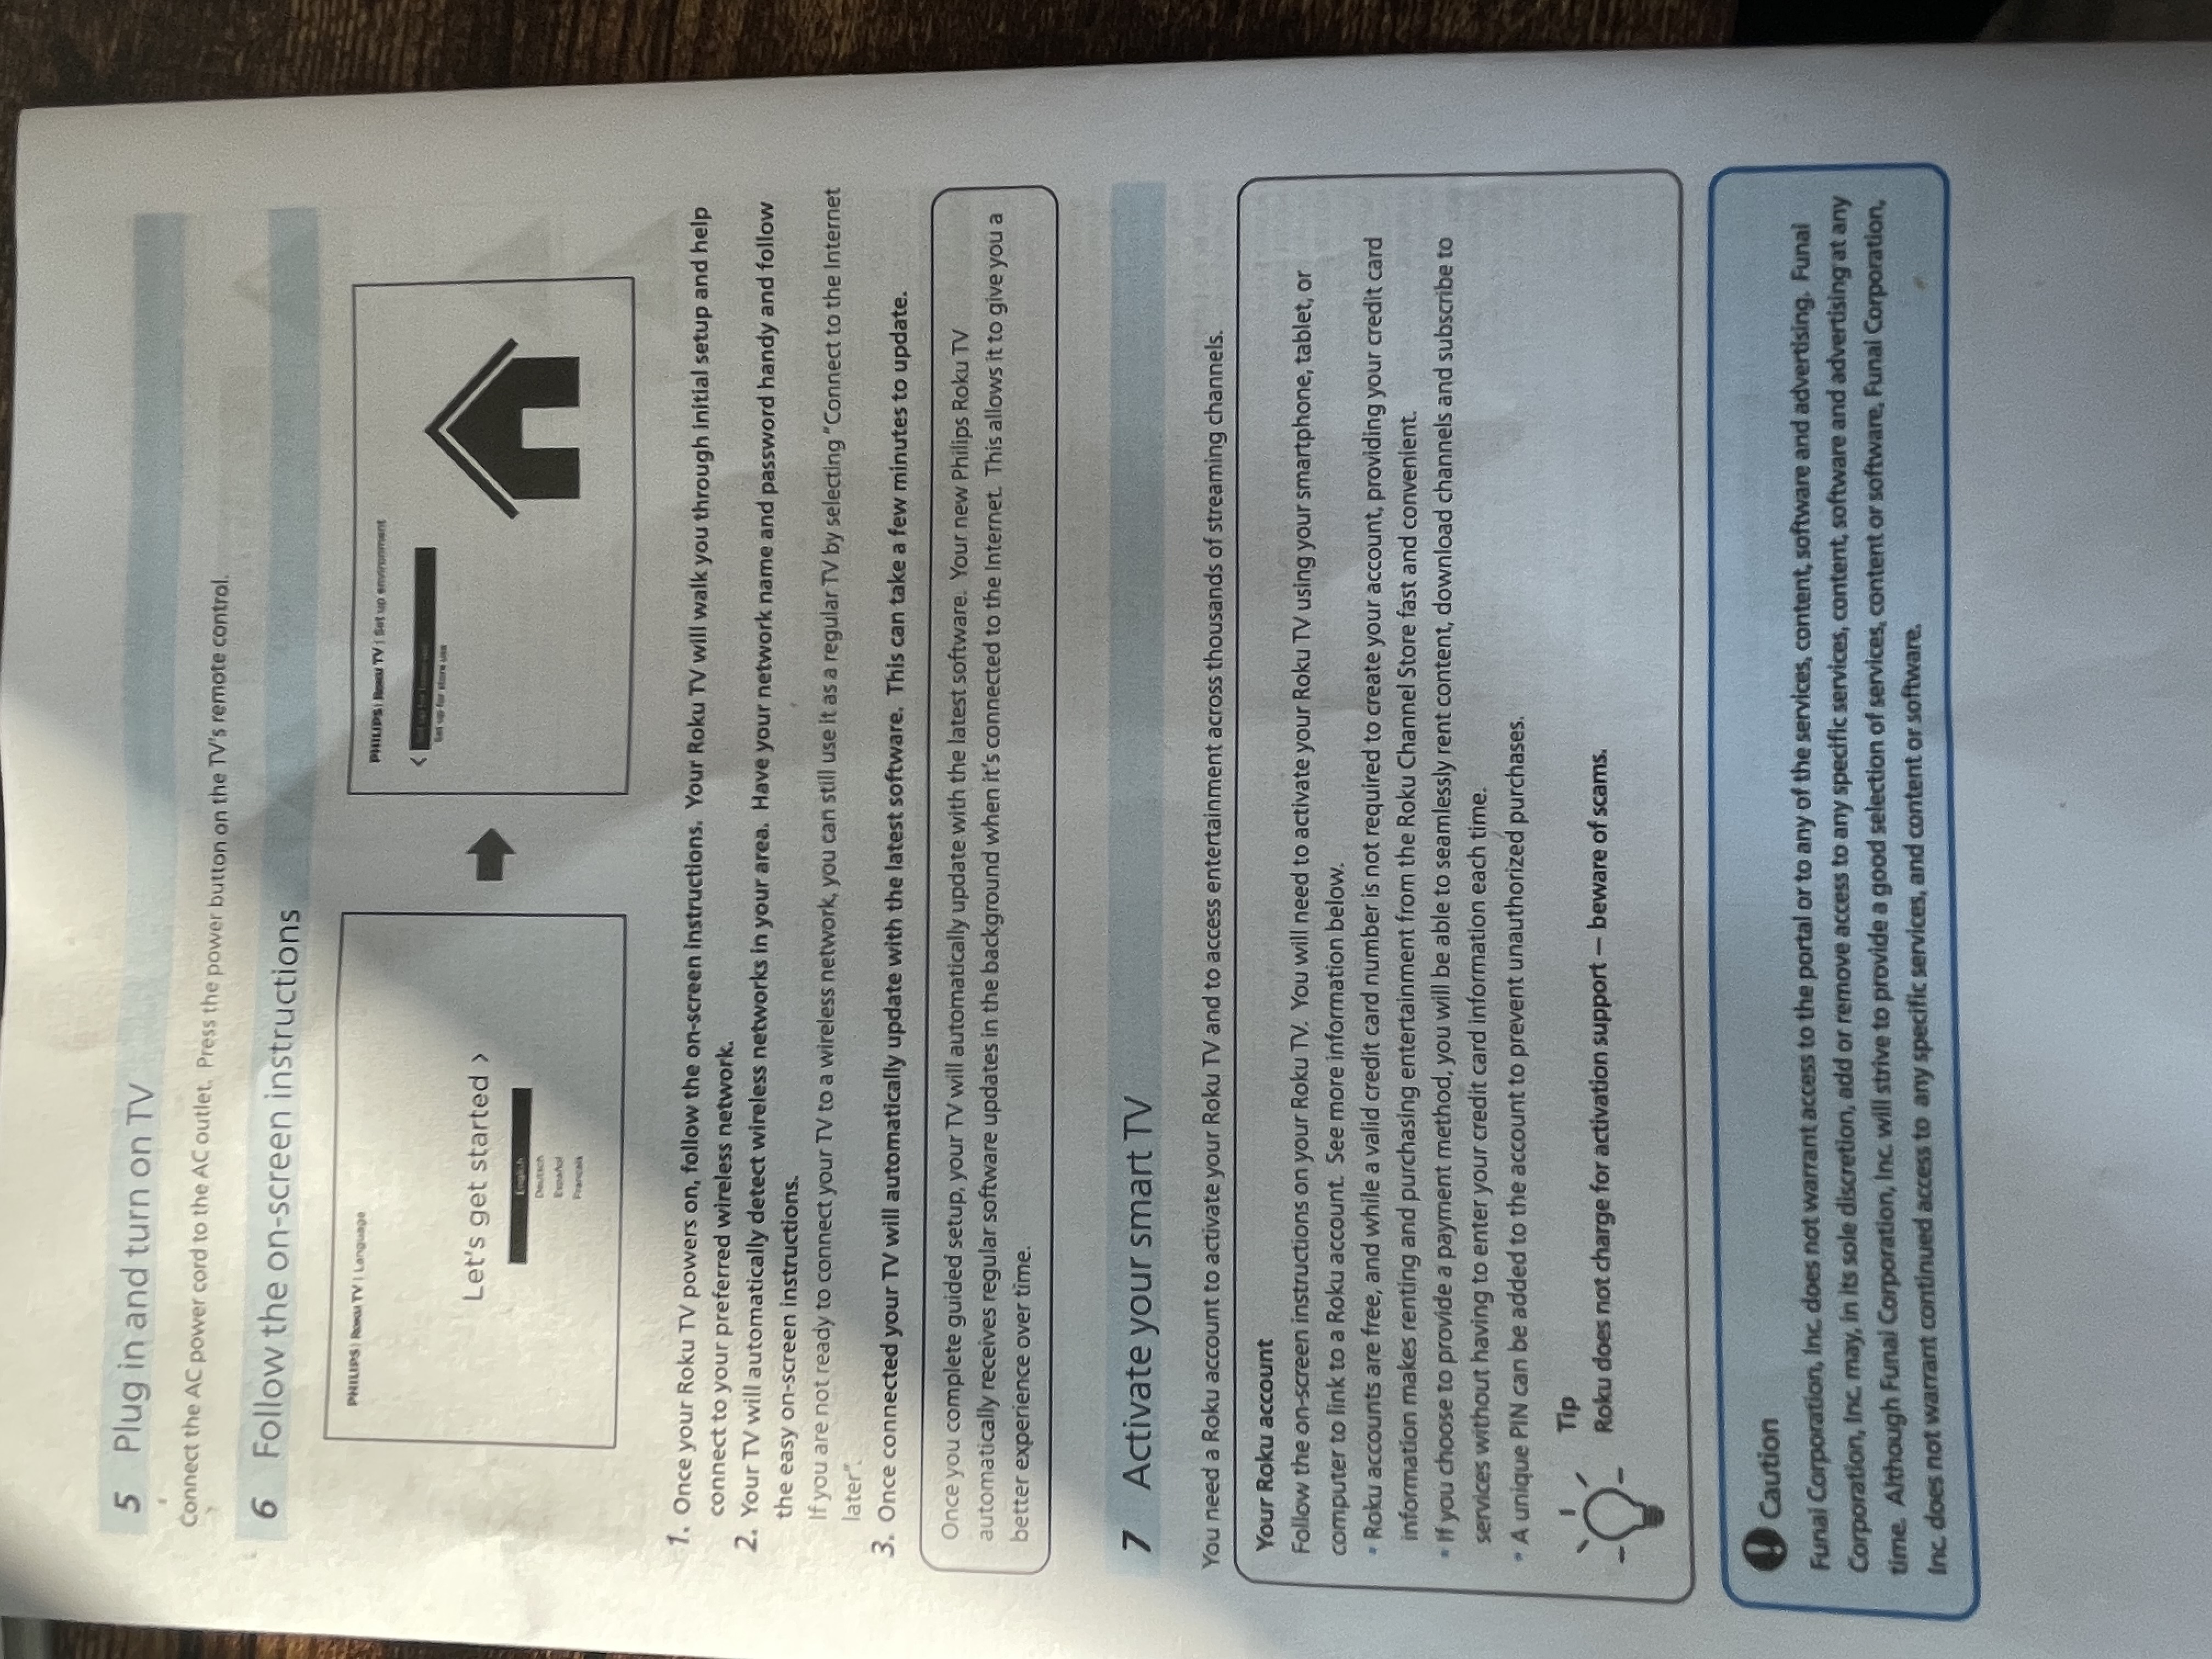 5 Plug in and turn on TV
Connect the AC power cord to the AC outlet. Press the power button on the TV's remote control.
6 Follow the on-screen instructions
PHILIPS | Roku TV | Language
Let's get started >
English
Deutsch
Español
Francais
PHILIPS | Roku TV | Set up environment
<
Set up for store use
1. Once your Roku TV powers on, follow the on-screen instructions. Your Roku TV will walk you through initial setup and help
connect to your preferred wireless network.
2. Your TV will automatically detect wireless networks in your area. Have your network name and password handy and follow
the easy on-screen instructions.
If you are not ready to connect your TV to a wireless network, you can still use it as a regular TV by selecting “Connect to the Internet
later”.
3. Once connected your TV will automatically update with the latest software. This can take a few minutes to update.
Once you complete guided setup, your TV will automatically update with the latest software. Your new Philips Roku TV
automatically receives regular software updates in the background when it's connected to the Internet. This allows it to give you a
better experience over time.
7 Activate your smart TV
You need a Roku account to activate your Roku TV and to access entertainment across thousands of streaming channels.
Your Roku account
Follow the on-screen instructions on your Roku TV. You will need to activate your Roku TV using your smartphone, tablet, or
computer to link to a Roku account. See more information below.
• Roku accounts are free, and while a valid credit card number is not required to create your account, providing your credit card
information makes renting and purchasing entertainment from the Roku Channel Store fast and convenient.
• If you choose to provide a payment method, you will be able to seamlessly rent content, download channels and subscribe to
services without having to enter your credit card information each time.
• A unique PIN can be added to the account to prevent unauthorized purchases.
Tip
Roku does not charge for activation support — beware of scams.
Caution
Funai Corporation, Inc. does not warrant access to the portal or to any of the services, content, software and advertising. Funai
Corporation, Inc. may, in its sole discretion, add or remove access to any specific services, content, software and advertising at any
time. Although Funai Corporation, Inc. will strive to provide a good selection of services, content or software, Funai Corporation,
Inc. does not warrant continued access to any specific services, and content or software.